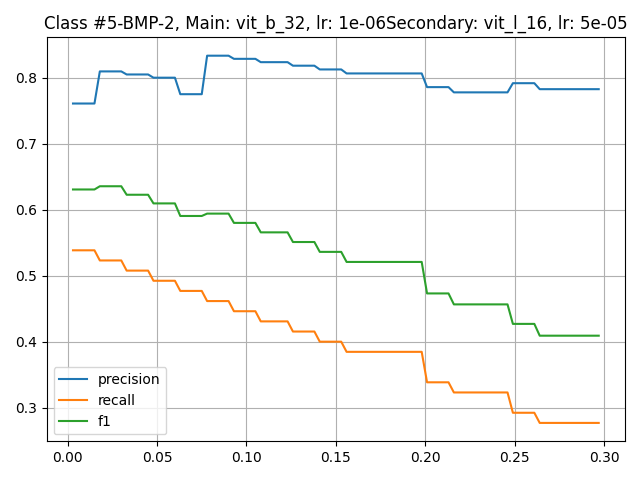 Class #5-BMP-2, Main: vit_b_32, lr: 1e-06Secondary: vit_l_16, lr: 5e-05
0.8
0.7
0.6
0.5
0.4
0.3
precision
recall
f1
0.00 0.05 0.10 0.15 0.20 0.25 0.30